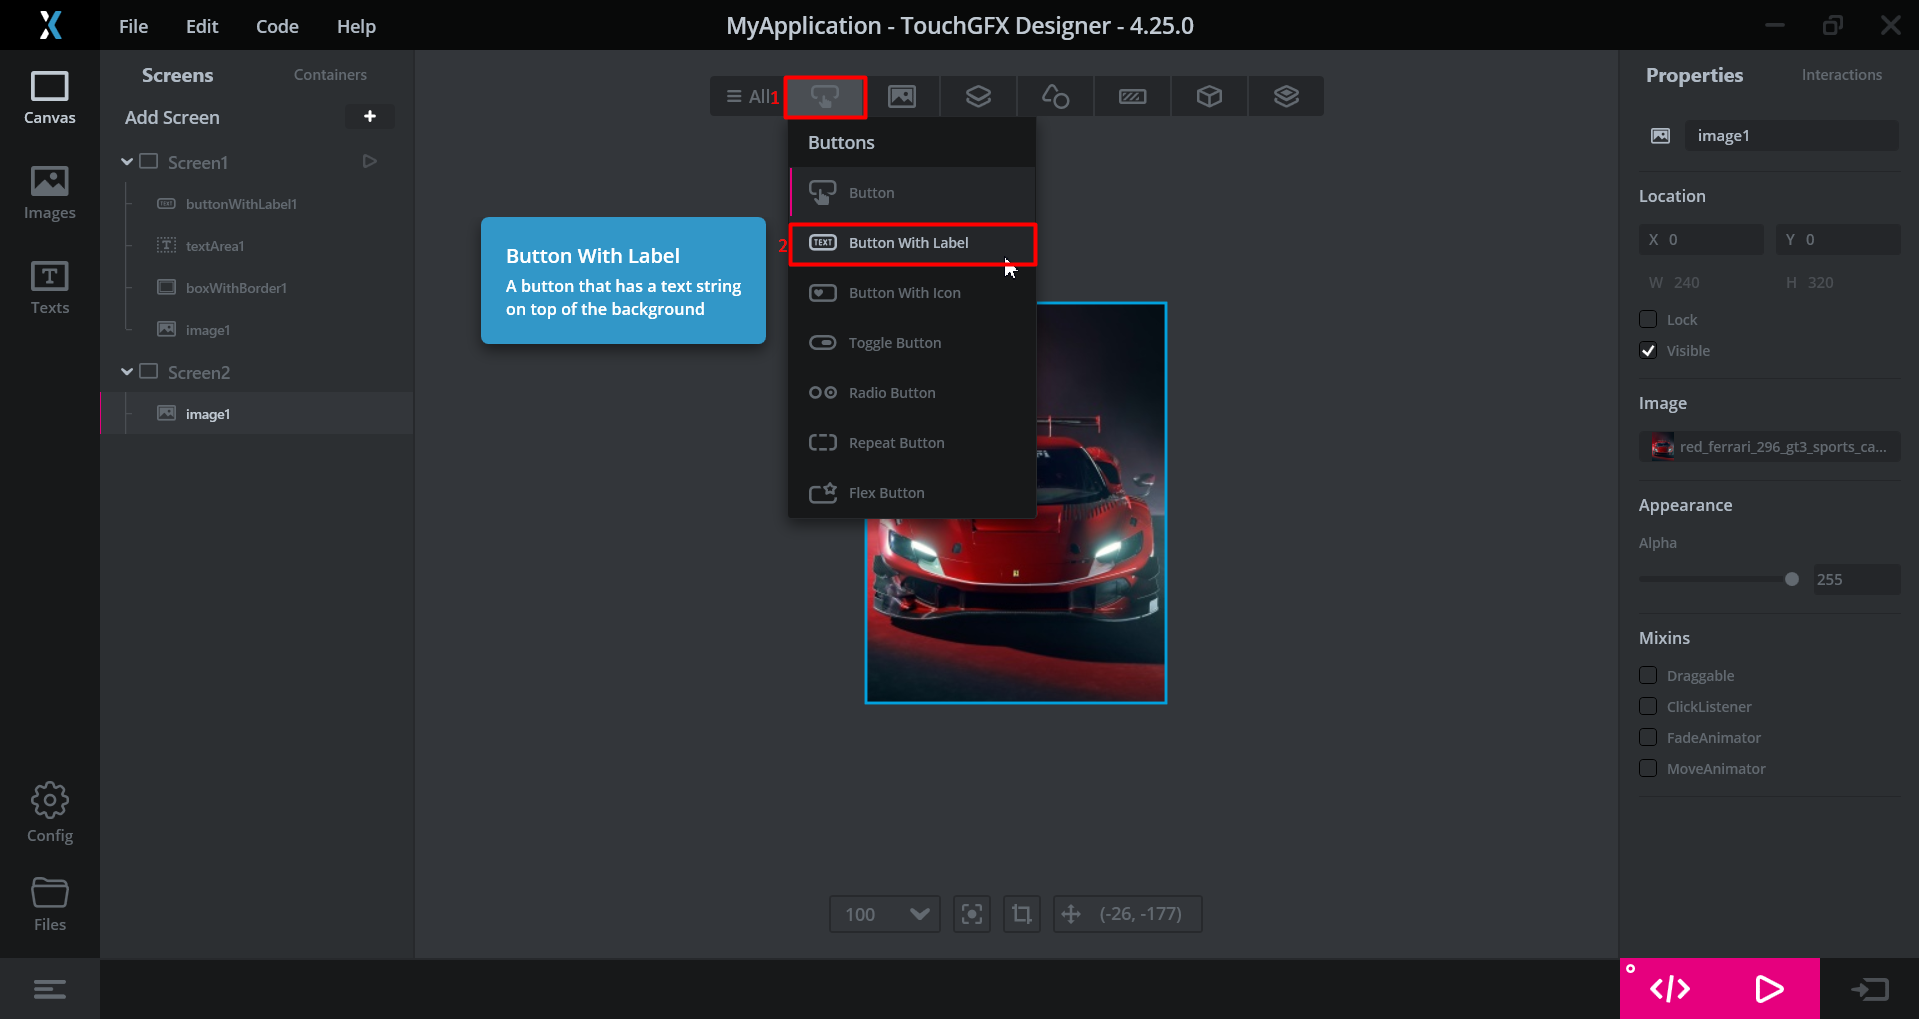 File Edit Code Help
MyApplication - TouchGFX Designer - 4.25.0
Canvas
Images
Texts
Config
Files
Screens Containers
Add Screen
Screen1
buttonWithLabel1
textArea1
boxWithBorder1
image1
Screen2
image1
All
1
Buttons
Button
2
TEXT Button With Label
Button With Icon
Toggle Button
Radio Button
Repeat Button
Flex Button
Button With Label
A button that has a text string
on top of the background
100
(-26, -177)
Properties Interactions
image1
Location
X 0 Y 0
W 240 H 320
Lock
Visible
Image
red_ferrari_296_gt3_sports_ca...
Appearance
Alpha
255
Mixins
Draggable
ClickListener
FadeAnimator
MoveAnimator